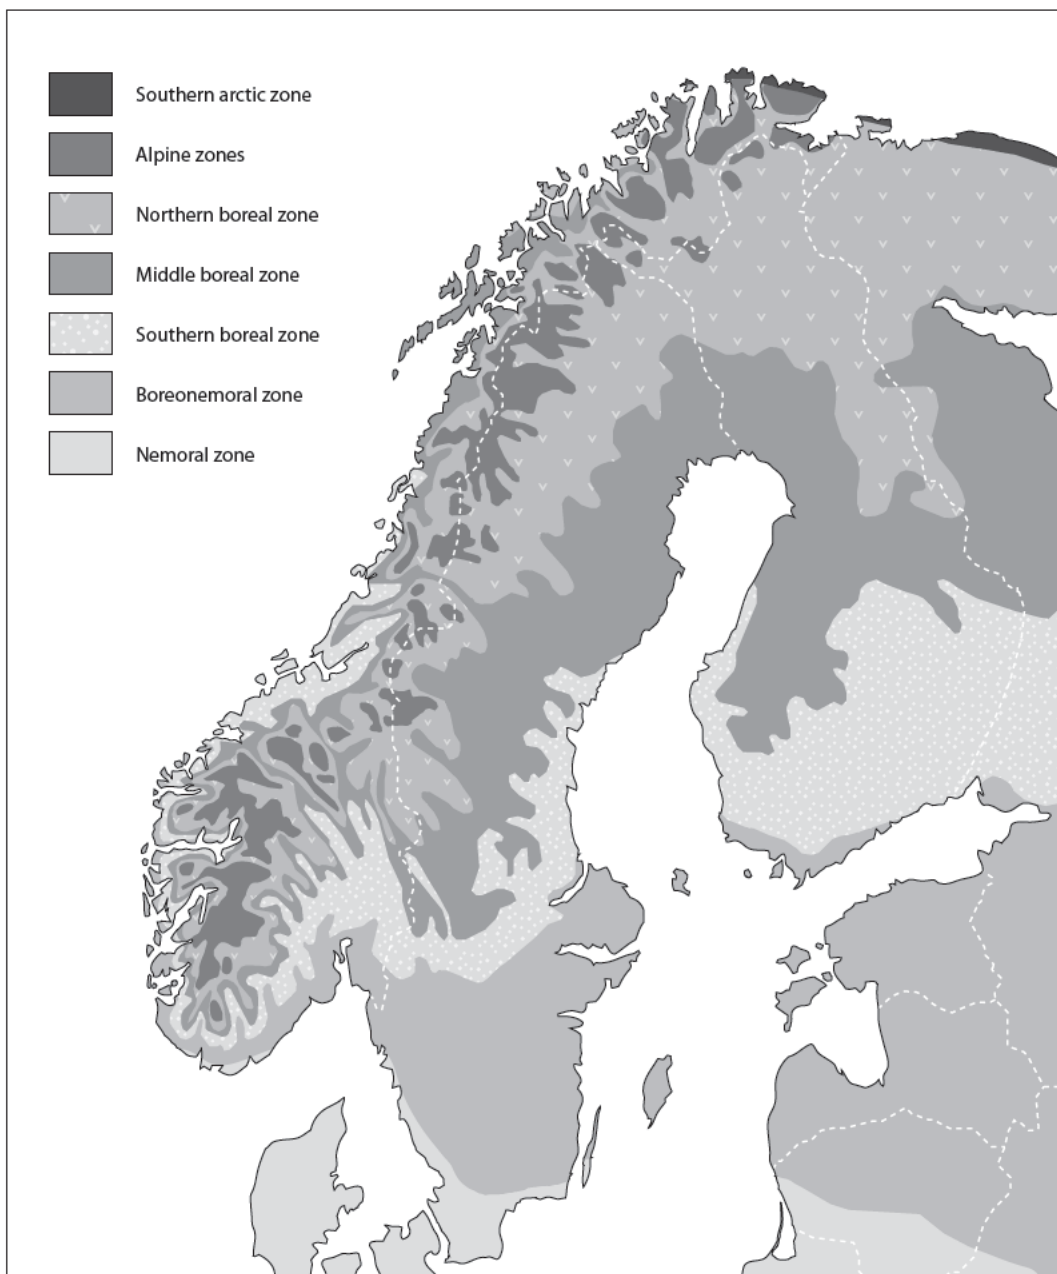 Southern arctic zone
Alpine zones
Northern boreal zone
Middle boreal zone
Southern boreal zone
Boreonemoral zone
Nemoral zone